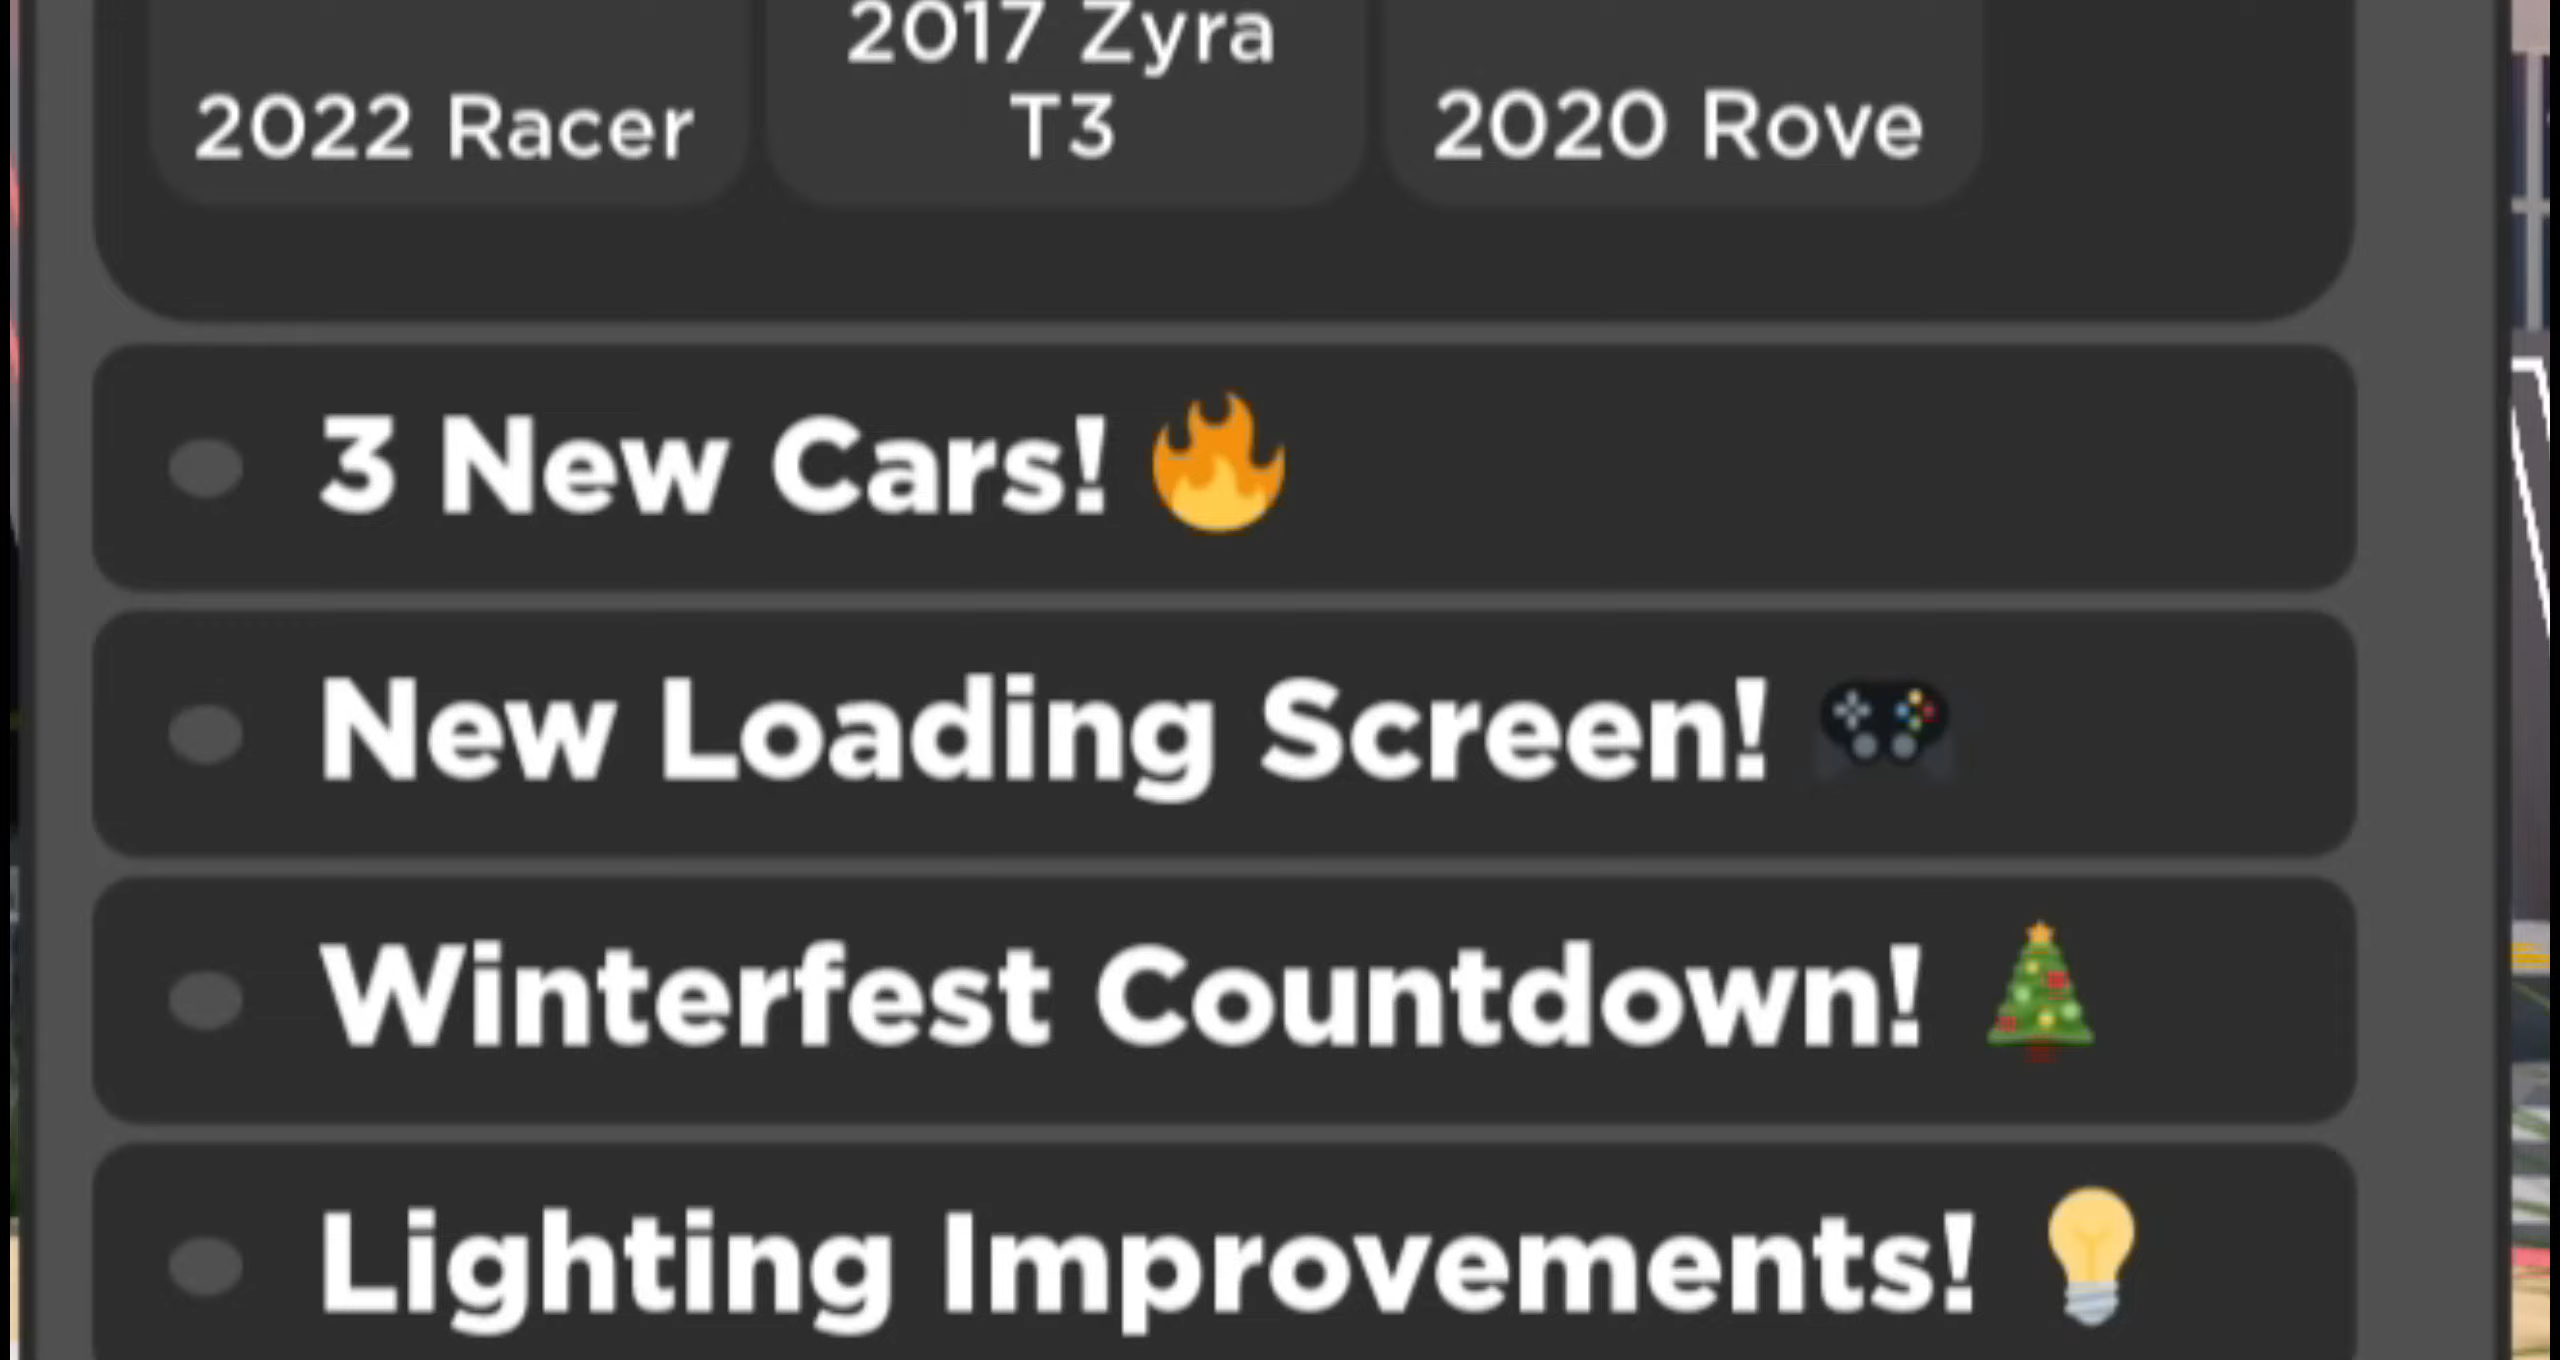 2022 Racer
2017 Zyra
T3
2020 Rove
3 New Cars! 🔥
New Loading Screen! 🎮
Winterfest Countdown! 🎄
Lighting Improvements! 💡